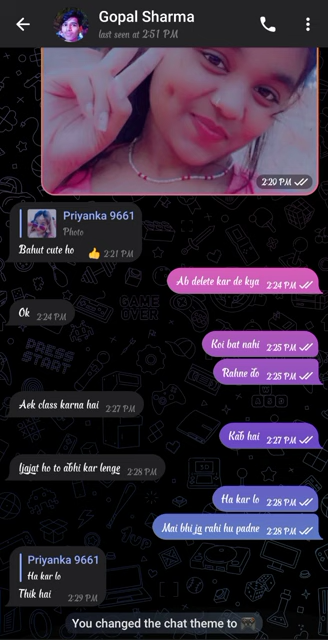 Gopal Sharma
last seen at 2:51 PM
2:20 PM
Priyanka 9661
Photo
Bahut cute ho 👍 2:21 PM
Ab delete kar de kya 2:24 PM
Ok 2:24 PM
GAME OVER
PRESS START
Koi bat nahi 2:25 PM
Rahne do 2:25 PM
Aek class karna hai 2:27 PM
Kab hai 2:27 PM
Ijajat ho to abhi kar lenge 2:28 PM
Ha kar lo 2:28 PM
Mai bhi ja rahi hu padne 2:28 PM
Priyanka 9661
Ha kar lo
Thik hai 2:29 PM
You changed the chat theme to 🎮